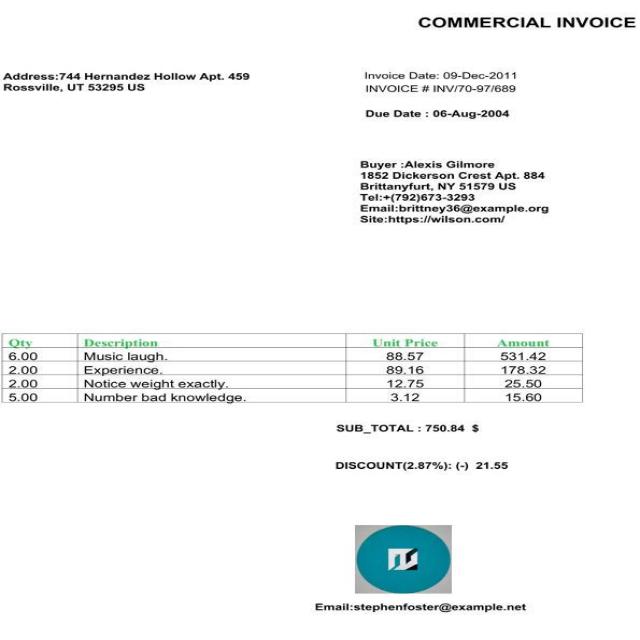 COMMERCIAL INVOICE
Address:744 Hernandez Hollow Apt. 459
Rossville, UT 53295 US
Invoice Date: 09-Dec-2011
INVOICE # INV/70-97/689
Due Date : 06-Aug-2004
Buyer :Alexis Gilmore
1852 Dickerson Crest Apt. 884
Brittanyfurt, NY 51579 US
Tel:+(792)673-3293
Email:brittney36@example.org
Site:https://wilson.com/
Qty Description Unit Price Amount
6.00 Music laugh. 88.57 531.42
2.00 Experience. 89.16 178.32
2.00 Notice weight exactly. 12.75 25.50
5.00 Number bad knowledge. 3.12 15.60
SUB_TOTAL : 750.84 $
DISCOUNT(2.87%): (-) 21.55
Email:stephenfoster@example.net